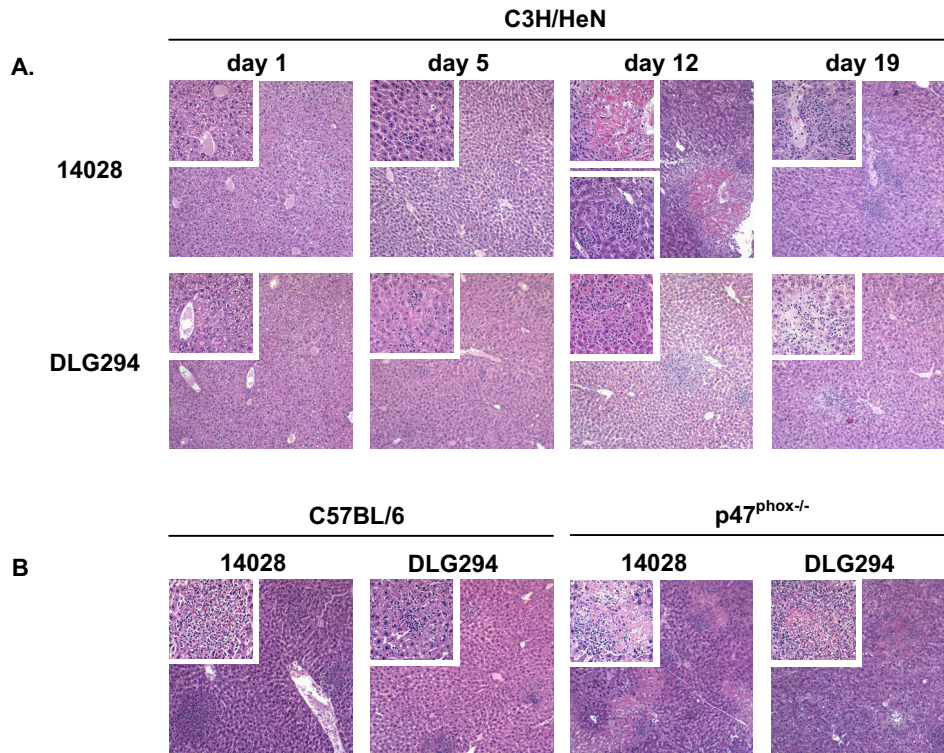 C3H/HeN
A.
day 1 day 5 day 12 day 19
14028
DLG294
C57BL/6 p47phox-/-
B 14028 DLG294 14028 DLG294